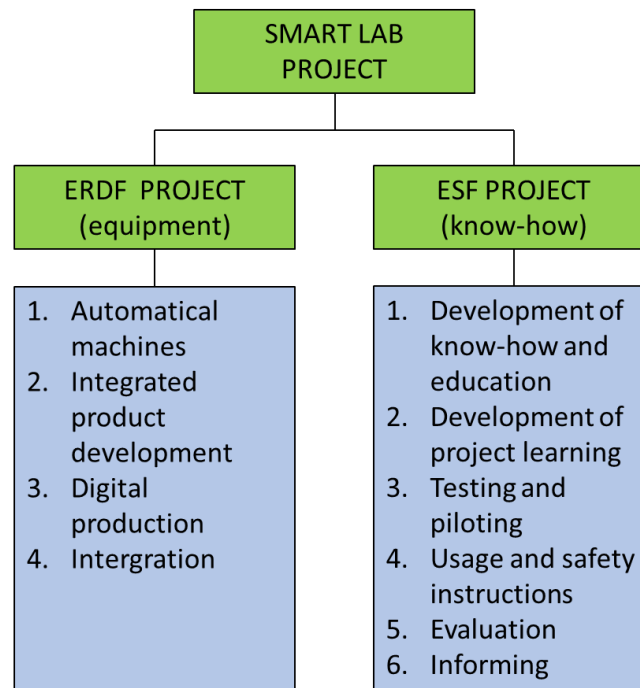 SMART LAB
PROJECT
ERDF PROJECT
(equipment)
ESF PROJECT
(know-how)
1. Automatical
machines
2. Integrated
product
development
3. Digital
production
4. Intergration
1. Development of
know-how and
education
2. Development of
project learning
3. Testing and
piloting
4. Usage and safety
instructions
5. Evaluation
6. Informing